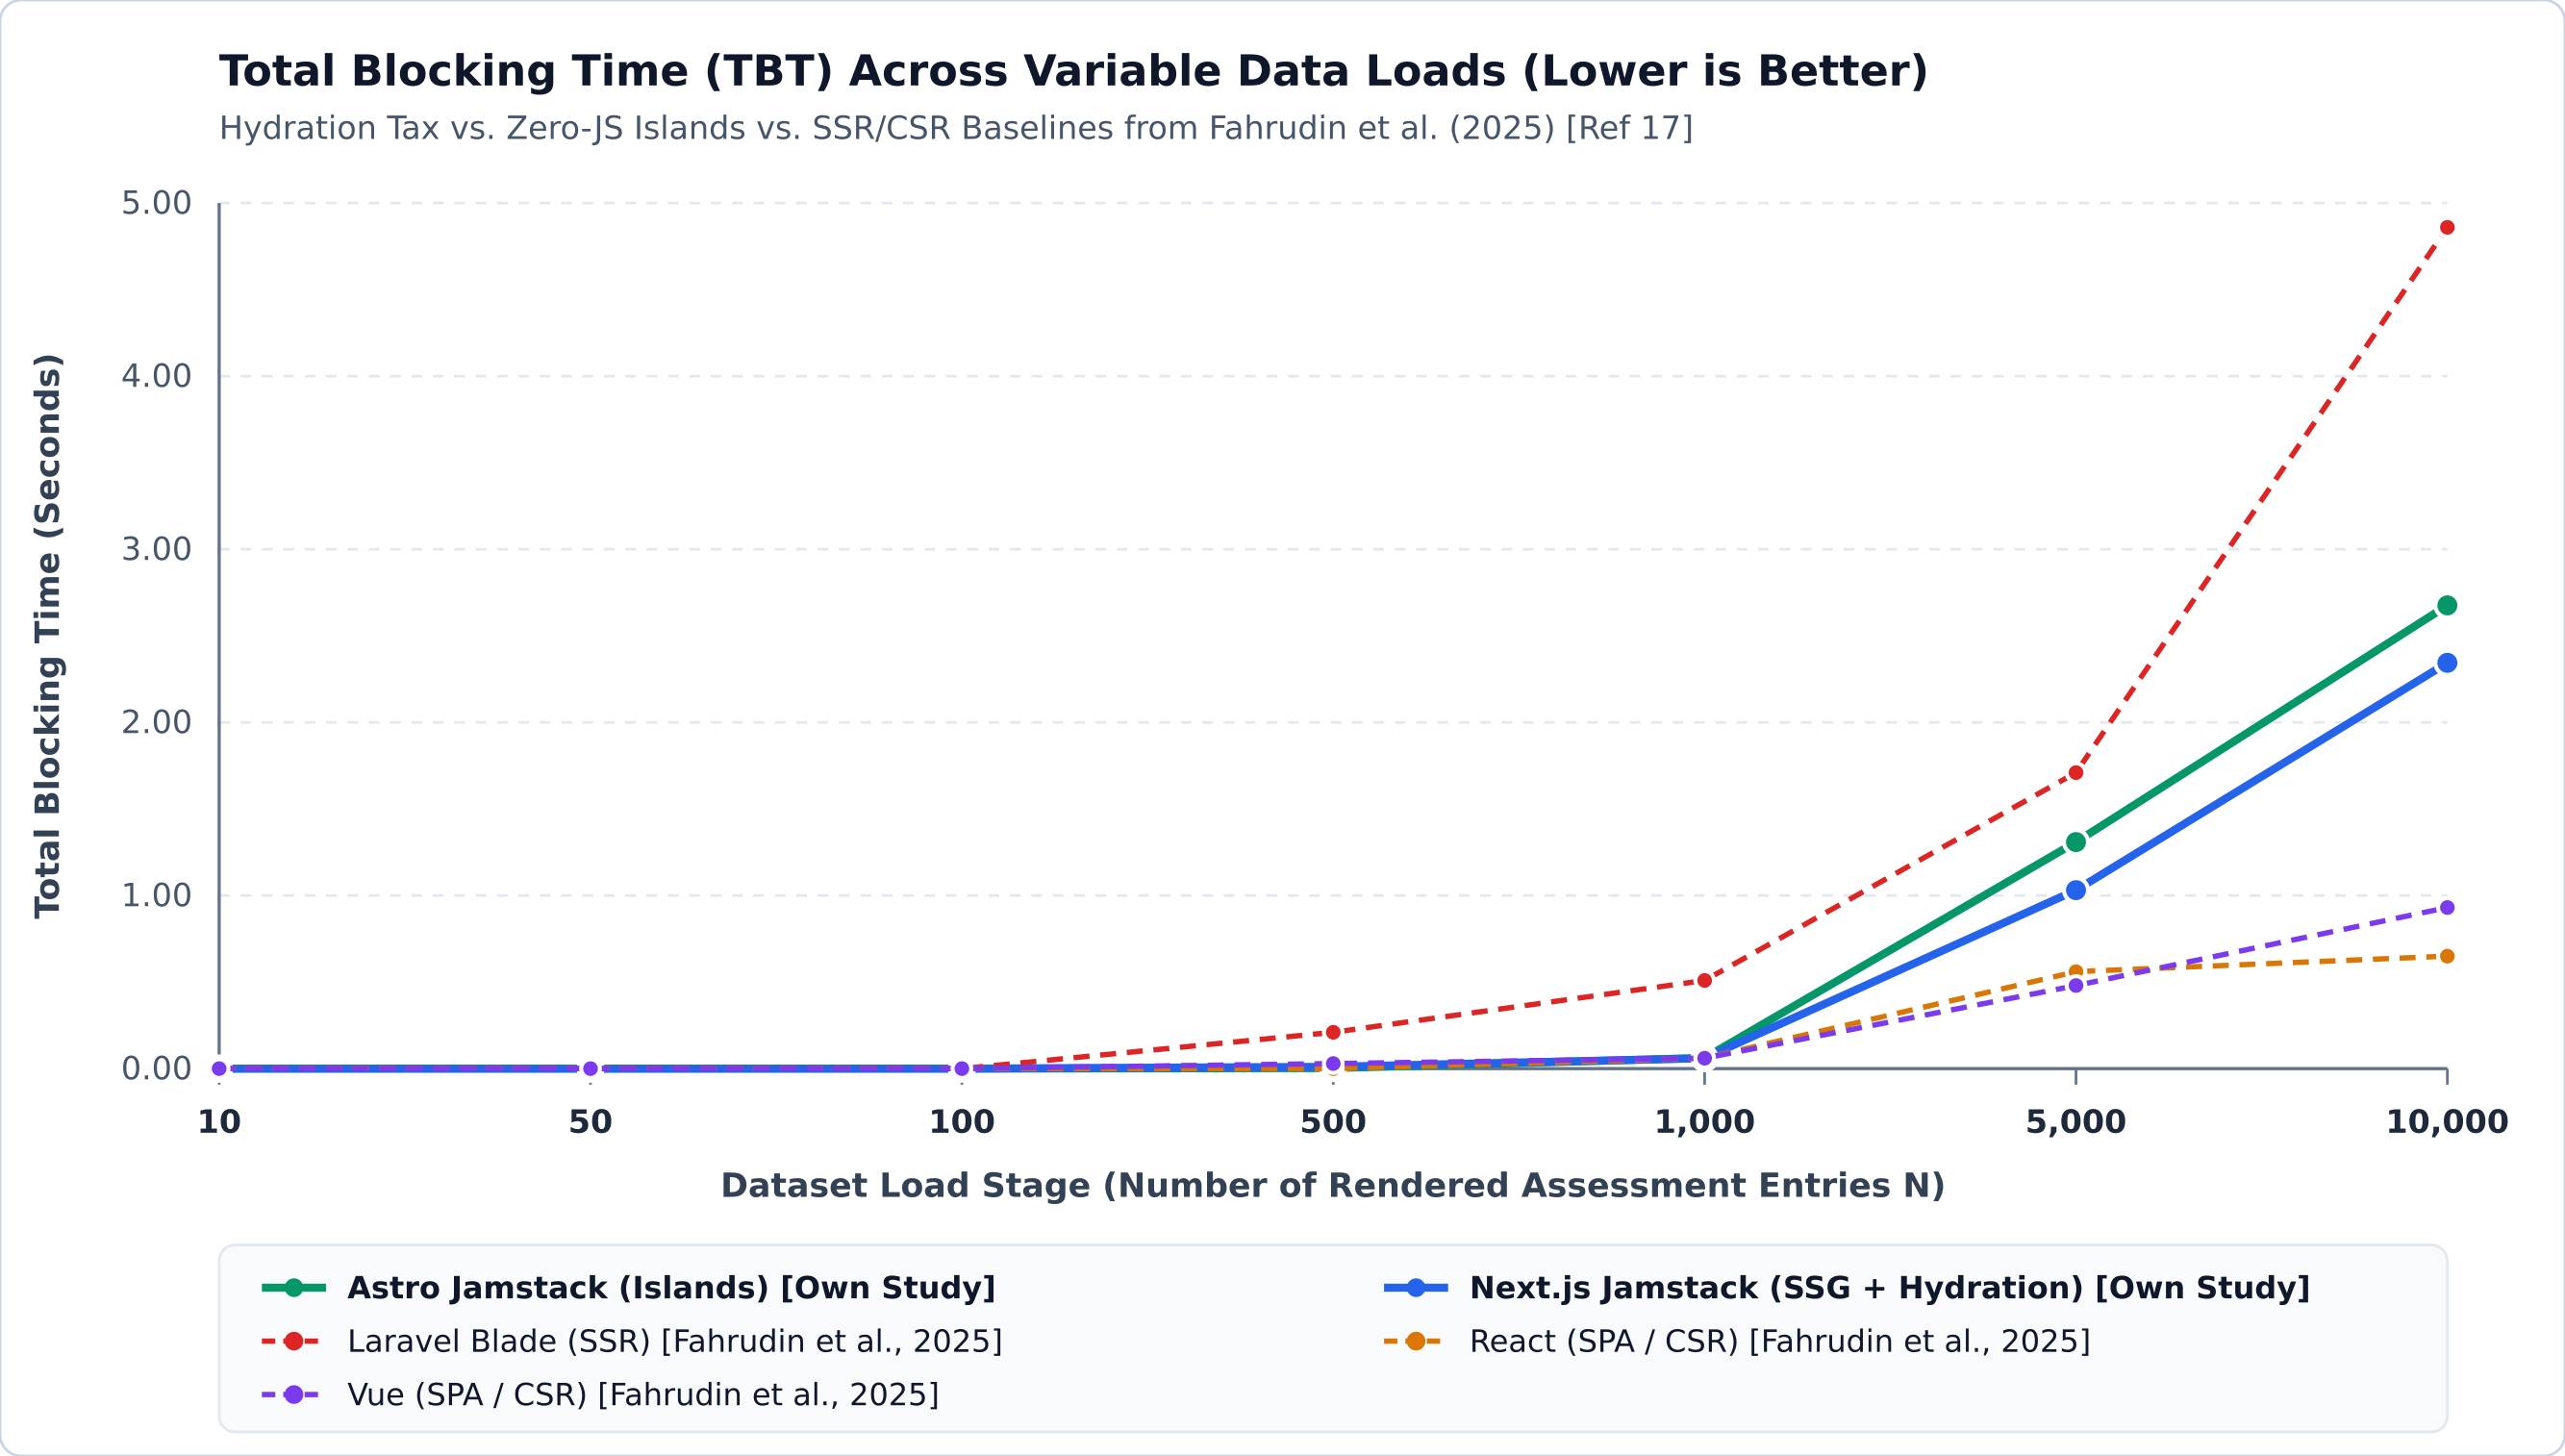 Total Blocking Time (TBT) Across Variable Data Loads (Lower is Better)
Hydration Tax vs. Zero-JS Islands vs. SSR/CSR Baselines from Fahrudin et al. (2025) [Ref 17]
Total Blocking Time (Seconds)
5.00
4.00
3.00
2.00
1.00
0.00
10 50 100 500 1,000 5,000 10,000
Dataset Load Stage (Number of Rendered Assessment Entries N)
Astro Jamstack (Islands) [Own Study]
Next.js Jamstack (SSG + Hydration) [Own Study]
Laravel Blade (SSR) [Fahrudin et al., 2025]
React (SPA / CSR) [Fahrudin et al., 2025]
Vue (SPA / CSR) [Fahrudin et al., 2025]